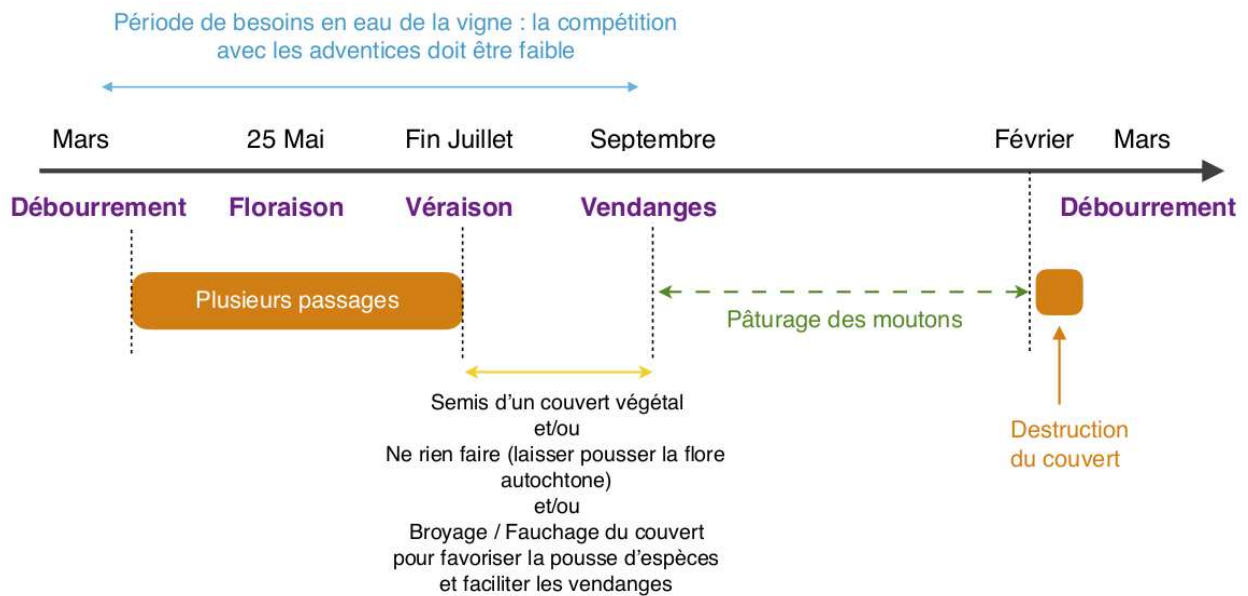 Période de besoins en eau de la vigne : la compétition
avec les adventices doit être faible
Mars
25 Mai
Fin Juillet
Septembre
Février
Mars
Débourrement
Floraison
Véraison
Vendanges
Débourrement
Plusieurs passages
Pâturage des moutons
Semis d'un couvert végétal
et/ou
Ne rien faire (laisser pousser la flore
autochtone)
et/ou
Broyage / Fauchage du couvert
pour favoriser la pousse d'espèces
et faciliter les vendanges
Destruction
du couvert